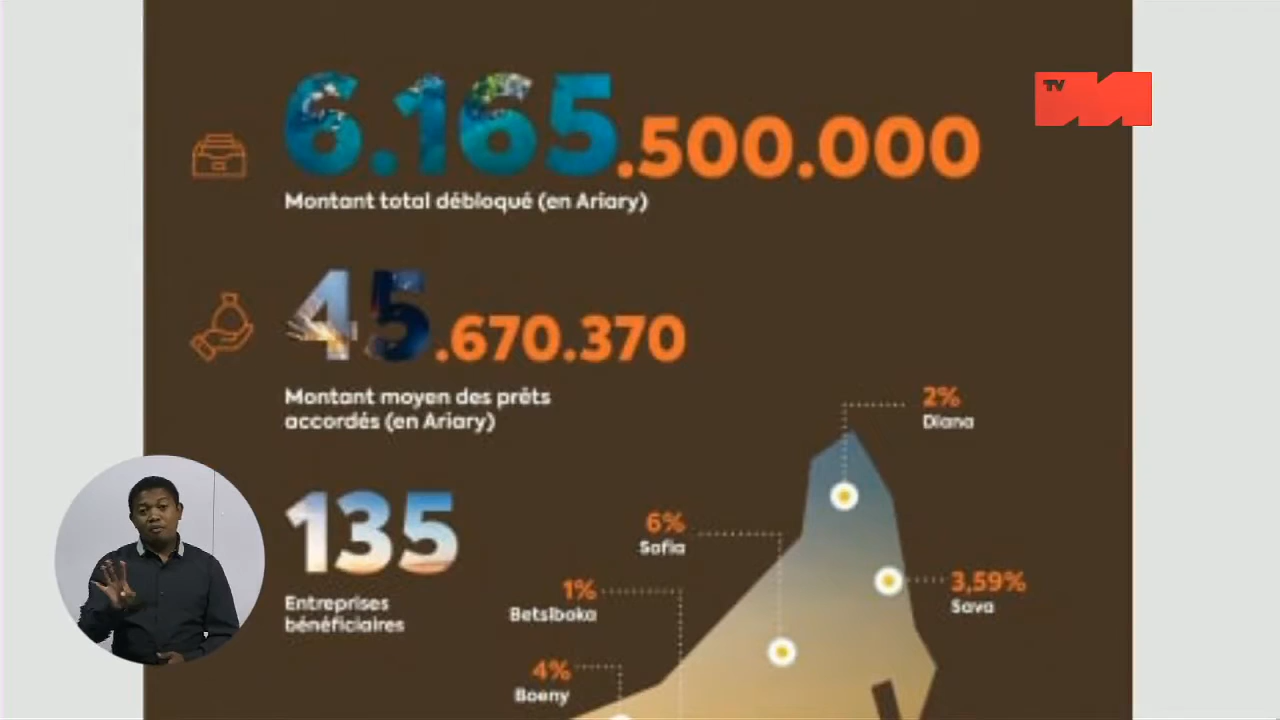 6.165.500.000
Montant total débloqué (en Ariary)
TV
45.670.370
Montant moyen des prêts
accordés (en Ariary)
2%
Diana
135
Entreprises
bénéficiaires
6%
Sofia
3,59%
Sava
1%
Betsiboka
4%
Boeny